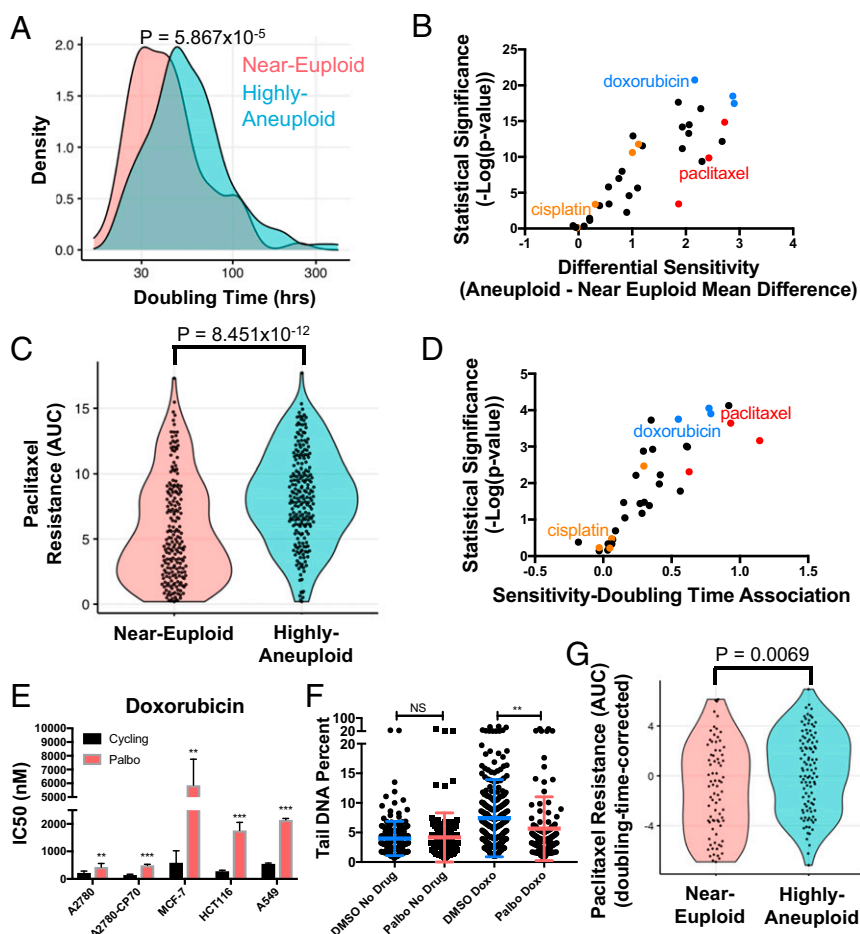 A
P = 5.867x10-5
Near-Euploid
Highly-
Aneuploid
Density
2.0
1.5
1.0
0.5
0.0
30
100
300
Doubling Time (hrs)
B
Statistical Significance
(-Log(p-value))
25
20
15
10
5
0
doxorubicin
paclitaxel
cisplatin
-1
0
1
2
3
4
Differential Sensitivity
(Aneuploid - Near Euploid Mean Difference)
C
P = 8.451x10-12
Paclitaxel
Resistance (AUC)
15
10
5
0
Near-Euploid
Highly-
Aneuploid
D
Statistical Significance
(-Log(p-value))
5
4
3
2
1
0
paclitaxel
doxorubicin
cisplatin
-0.5
0.0
0.5
1.0
1.5
Sensitivity-Doubling Time Association
E
Doxorubicin
Cycling
Palbo
IC50 (nM)
10000
9000
8000
7000
6000
5000
4000
2000
0
**
***
**
***
***
A2780
A2780-CP70
MCF-7
HCT116
A549
F
NS
**
Tail DNA Percent
100
20
20
15
10
5
0
DMSO No Drug
Palbo No Drug
DMSO Doxo
Palbo Doxo
G
P = 0.0069
Paclitaxel Resistance (AUC)
(doubling-time-corrected)
4
0
-4
Near-
Euploid
Highly-
Aneuploid